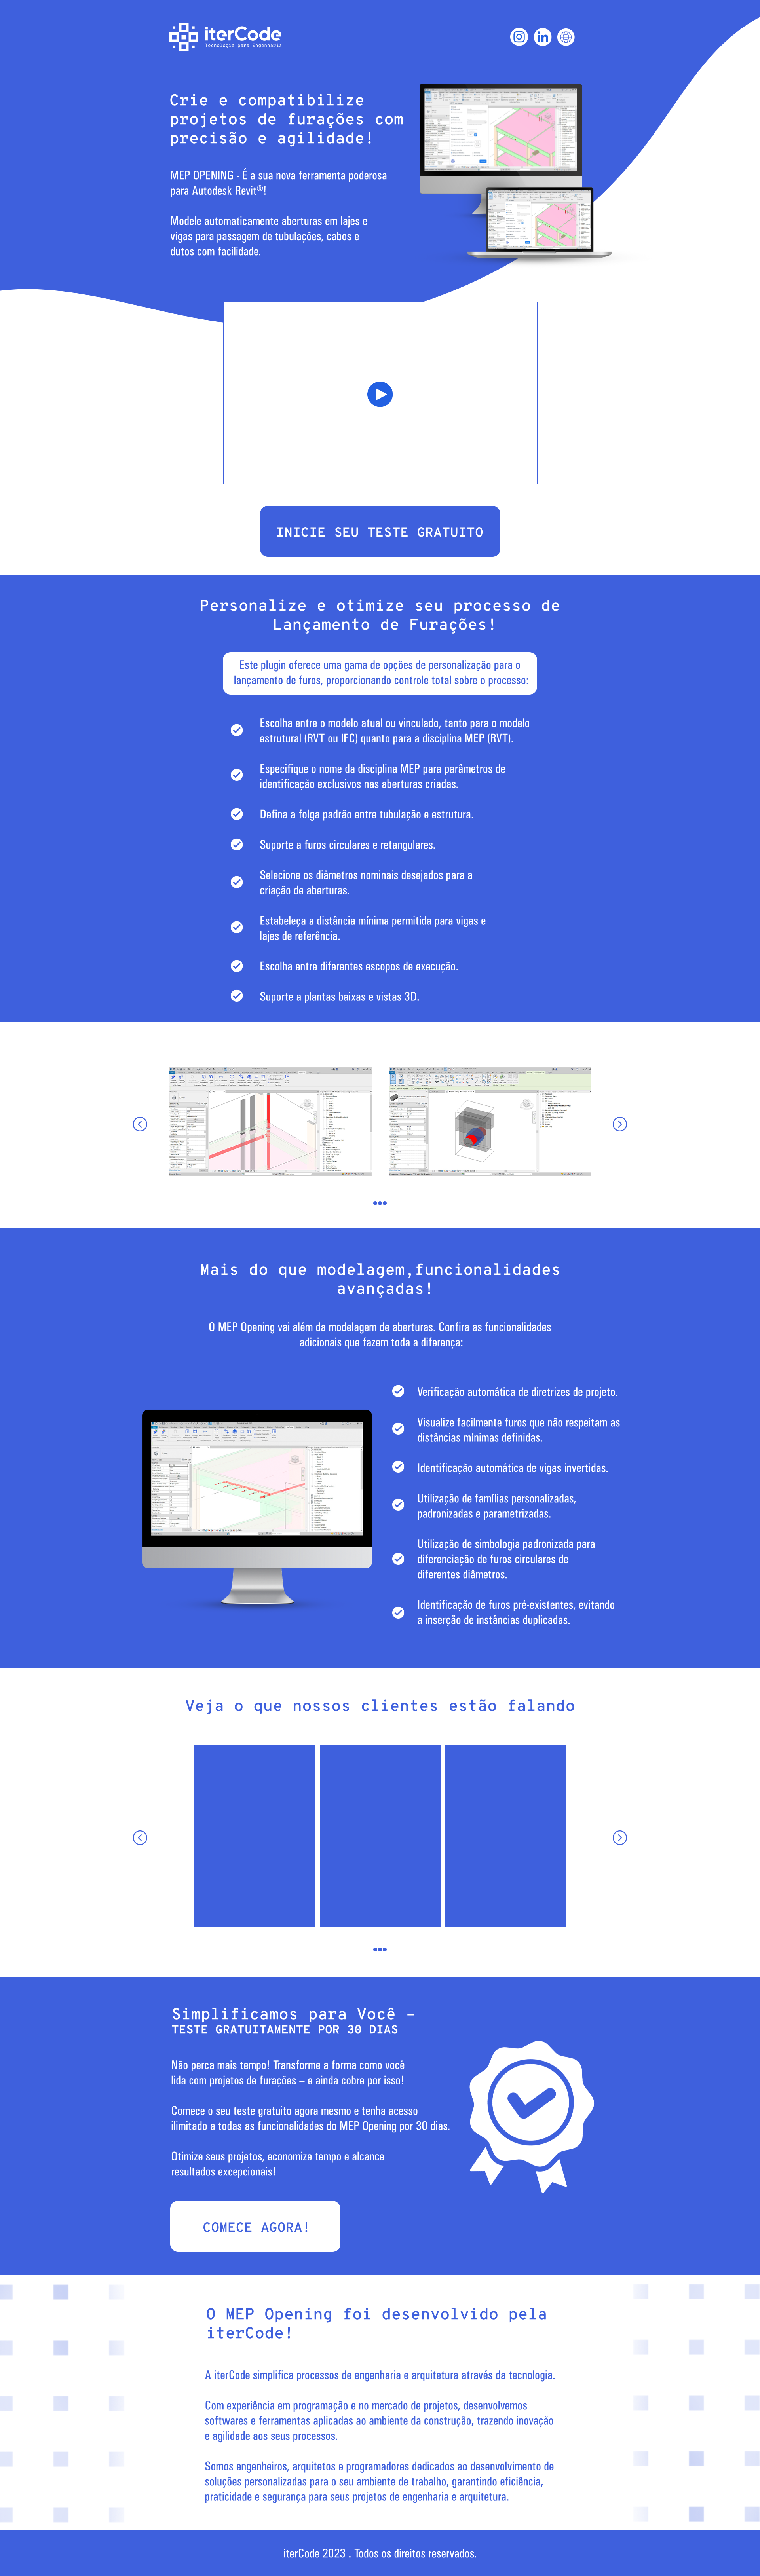 iterCode
Tecnologia para Engenharia
Crie e compatibilize
projetos de furações com
precisão e agilidade!
MEP OPENING - É a sua nova ferramenta poderosa
para Autodesk Revit®!
Modele automaticamente aberturas em lajes e
vigas para passagem de tubulações, cabos e
dutos com facilidade.
INICIE SEU TESTE GRATUITO
Personalize e otimize seu processo de
Lançamento de Furações!
Este plugin oferece uma gama de opções de personalização para o
lançamento de furos, proporcionando controle total sobre o processo:
Escolha entre o modelo atual ou vinculado, tanto para o modelo
estrutural (RVT ou IFC) quanto para a disciplina MEP (RVT).
Especifique o nome da disciplina MEP para parâmetros de
identificação exclusivos nas aberturas criadas.
Defina a folga padrão entre tubulação e estrutura.
Suporte a furos circulares e retangulares.
Selecione os diâmetros nominais desejados para a
criação de aberturas.
Estabeleça a distância mínima permitida para vigas e
lajes de referência.
Escolha entre diferentes escopos de execução.
Suporte a plantas baixas e vistas 3D.
Mais do que modelagem,funcionalidades
avançadas!
O MEP Opening vai além da modelagem de aberturas. Confira as funcionalidades
adicionais que fazem toda a diferença:
Verificação automática de diretrizes de projeto.
Visualize facilmente furos que não respeitam as
distâncias mínimas definidas.
Identificação automática de vigas invertidas.
Utilização de famílias personalizadas,
padronizadas e parametrizadas.
Utilização de simbologia padronizada para
diferenciação de furos circulares de
diferentes diâmetros.
Identificação de furos pré-existentes, evitando
a inserção de instâncias duplicadas.
Veja o que nossos clientes estão falando
Simplificamos para Você –
TESTE GRATUITAMENTE POR 30 DIAS
Não perca mais tempo! Transforme a forma como você
lida com projetos de furações – e ainda cobre por isso!
Comece o seu teste gratuito agora mesmo e tenha acesso
ilimitado a todas as funcionalidades do MEP Opening por 30 dias.
Otimize seus projetos, economize tempo e alcance
resultados excepcionais!
COMECE AGORA!
O MEP Opening foi desenvolvido pela
iterCode!
A iterCode simplifica processos de engenharia e arquitetura através da tecnologia.
Com experiência em programação e no mercado de projetos, desenvolvemos
softwares e ferramentas aplicadas ao ambiente da construção, trazendo inovação
e agilidade aos seus processos.
Somos engenheiros, arquitetos e programadores dedicados ao desenvolvimento de
soluções personalizadas para o seu ambiente de trabalho, garantindo eficiência,
praticidade e segurança para seus projetos de engenharia e arquitetura.
iterCode 2023 . Todos os direitos reservados.